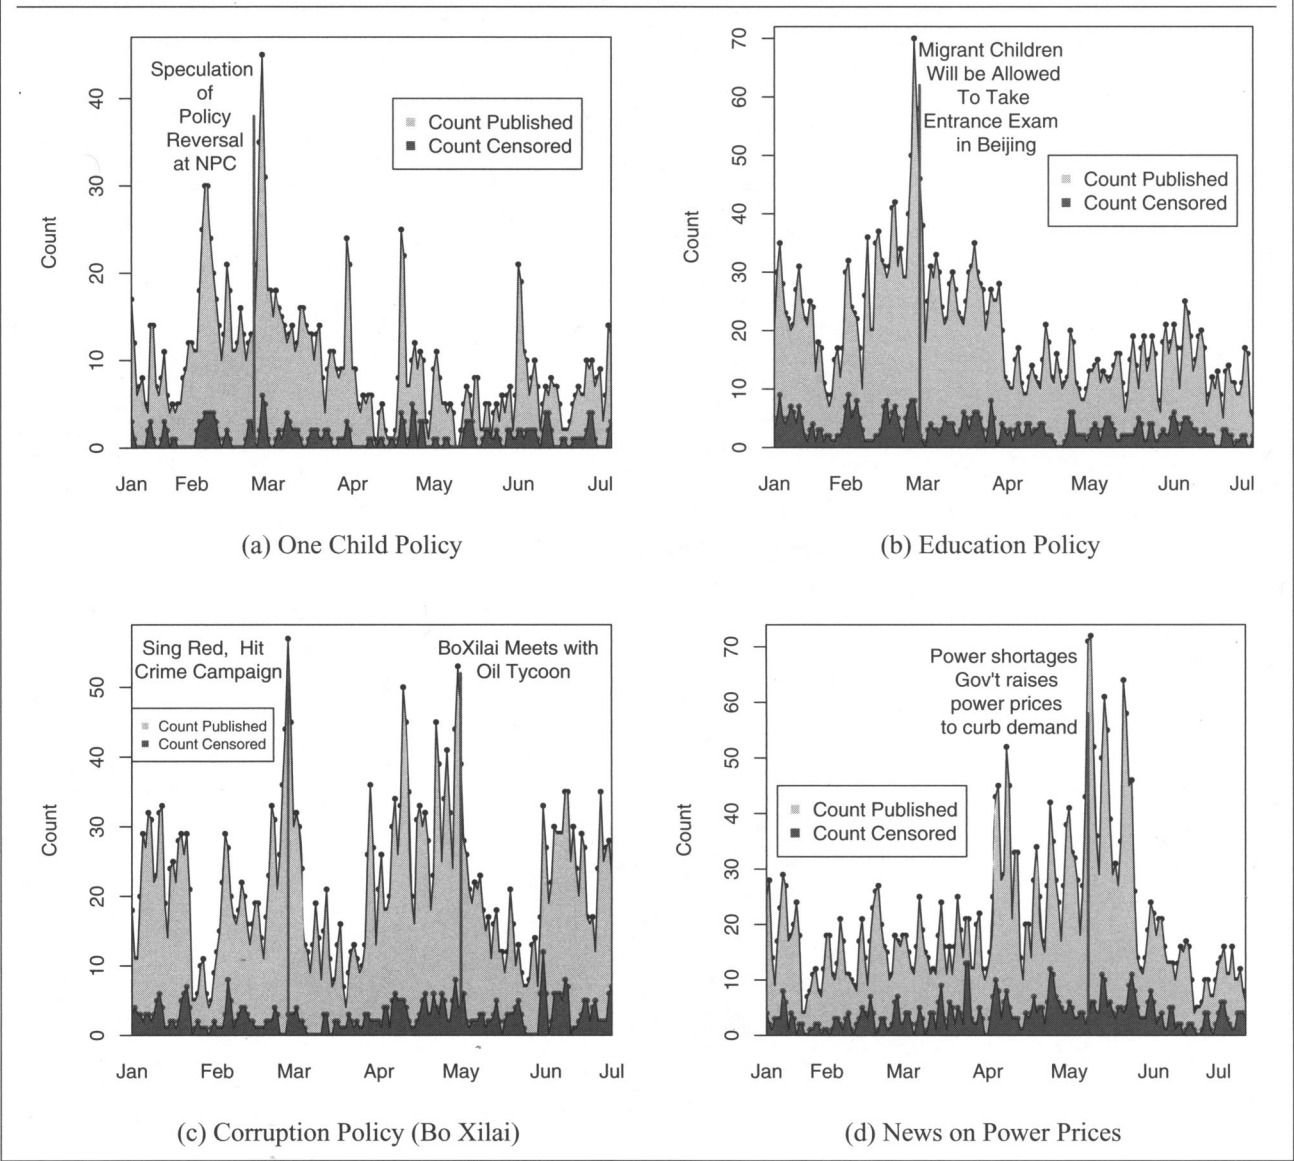 Speculation
of
Policy
Reversal
at NPC
Count Published
Count Censored
Count
0
10
20
30
40
Jan Feb Mar Apr May Jun Jul
(a) One Child Policy
Migrant Children
Will be Allowed
To Take
Entrance Exam
in Beijing
Count Published
Count Censored
Count
0
10
20
30
40
50
60
70
Jan Feb Mar Apr May Jun Jul
(b) Education Policy
Sing Red, Hit
Crime Campaign
BoXilai Meets with
Oil Tycoon
Count Published
Count Censored
Count
0
10
20
30
40
50
Jan Feb Mar Apr May Jun Jul
(c) Corruption Policy (Bo Xilai)
Power shortages
Gov't raises
power prices
to curb demand
Count Published
Count Censored
Count
0
10
20
30
40
50
60
70
Jan Feb Mar Apr May Jun Jul
(d) News on Power Prices